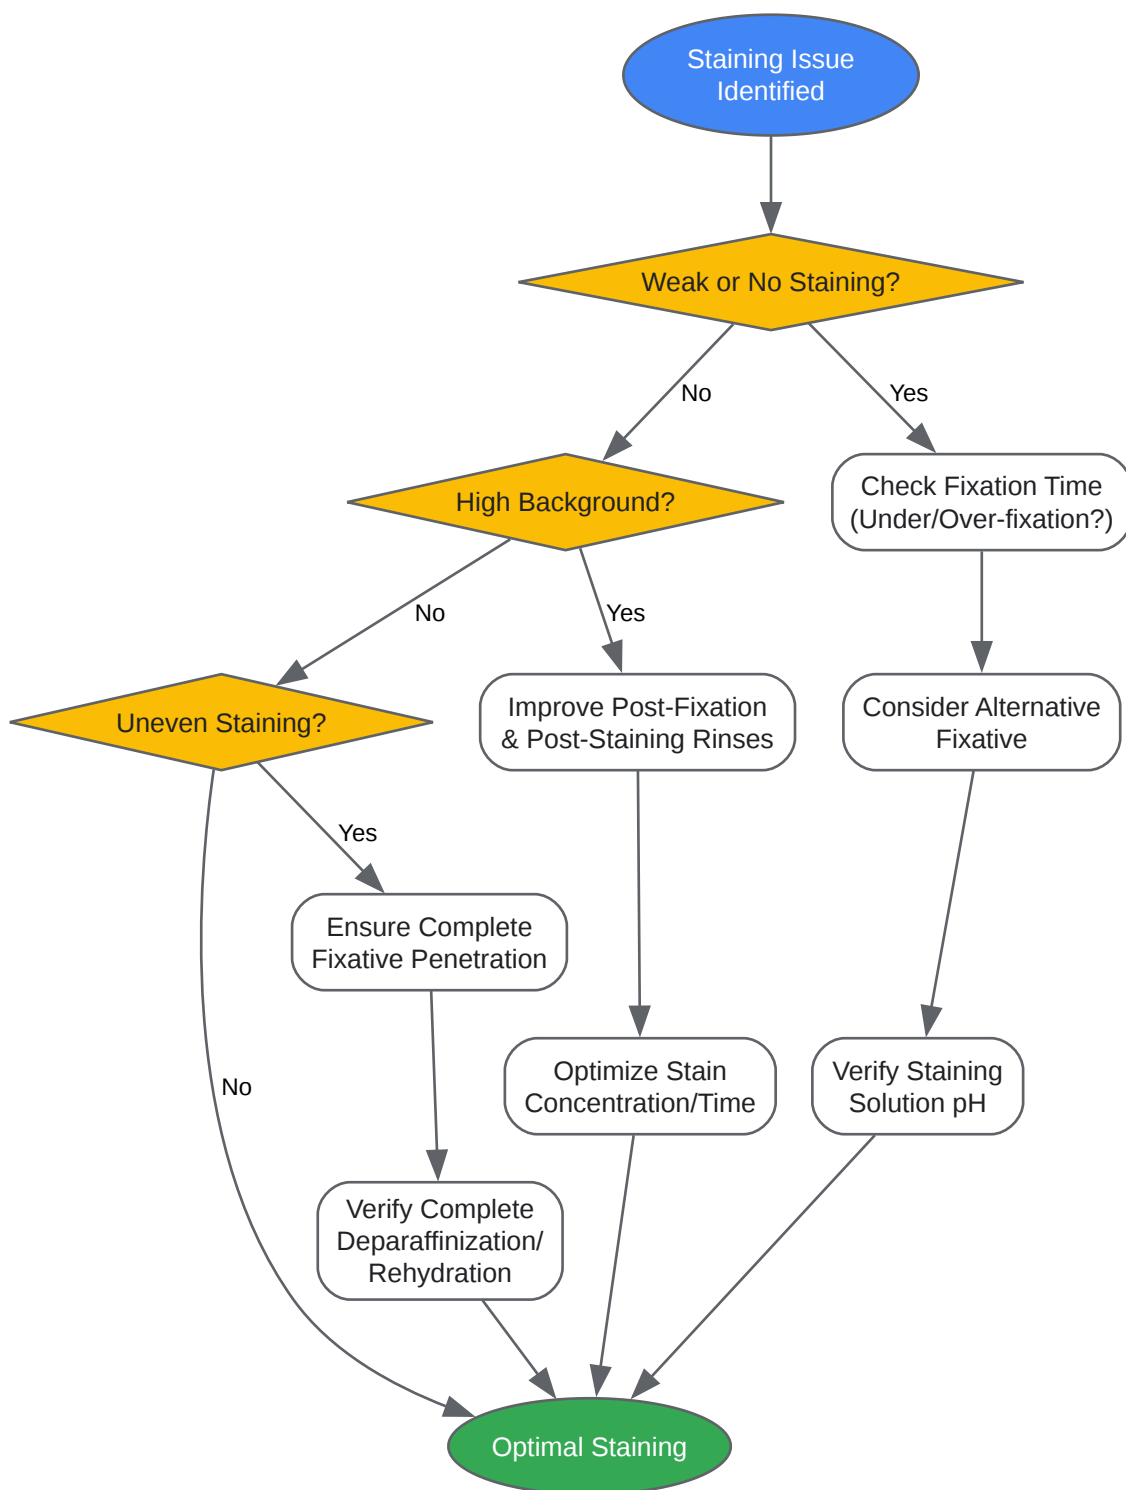 Staining Issue
Identified
Weak or No Staining?
No
Yes
High Background?
Check Fixation Time
(Under/Over-fixation?)
No
Yes
Uneven Staining?
Improve Post-Fixation
& Post-Staining Rinses
Consider Alternative
Fixative
Yes
Ensure Complete
Fixative Penetration
No
Optimize Stain
Concentration/Time
Verify Staining
Solution pH
Verify Complete
Deparaffinization/
Rehydration
Optimal Staining